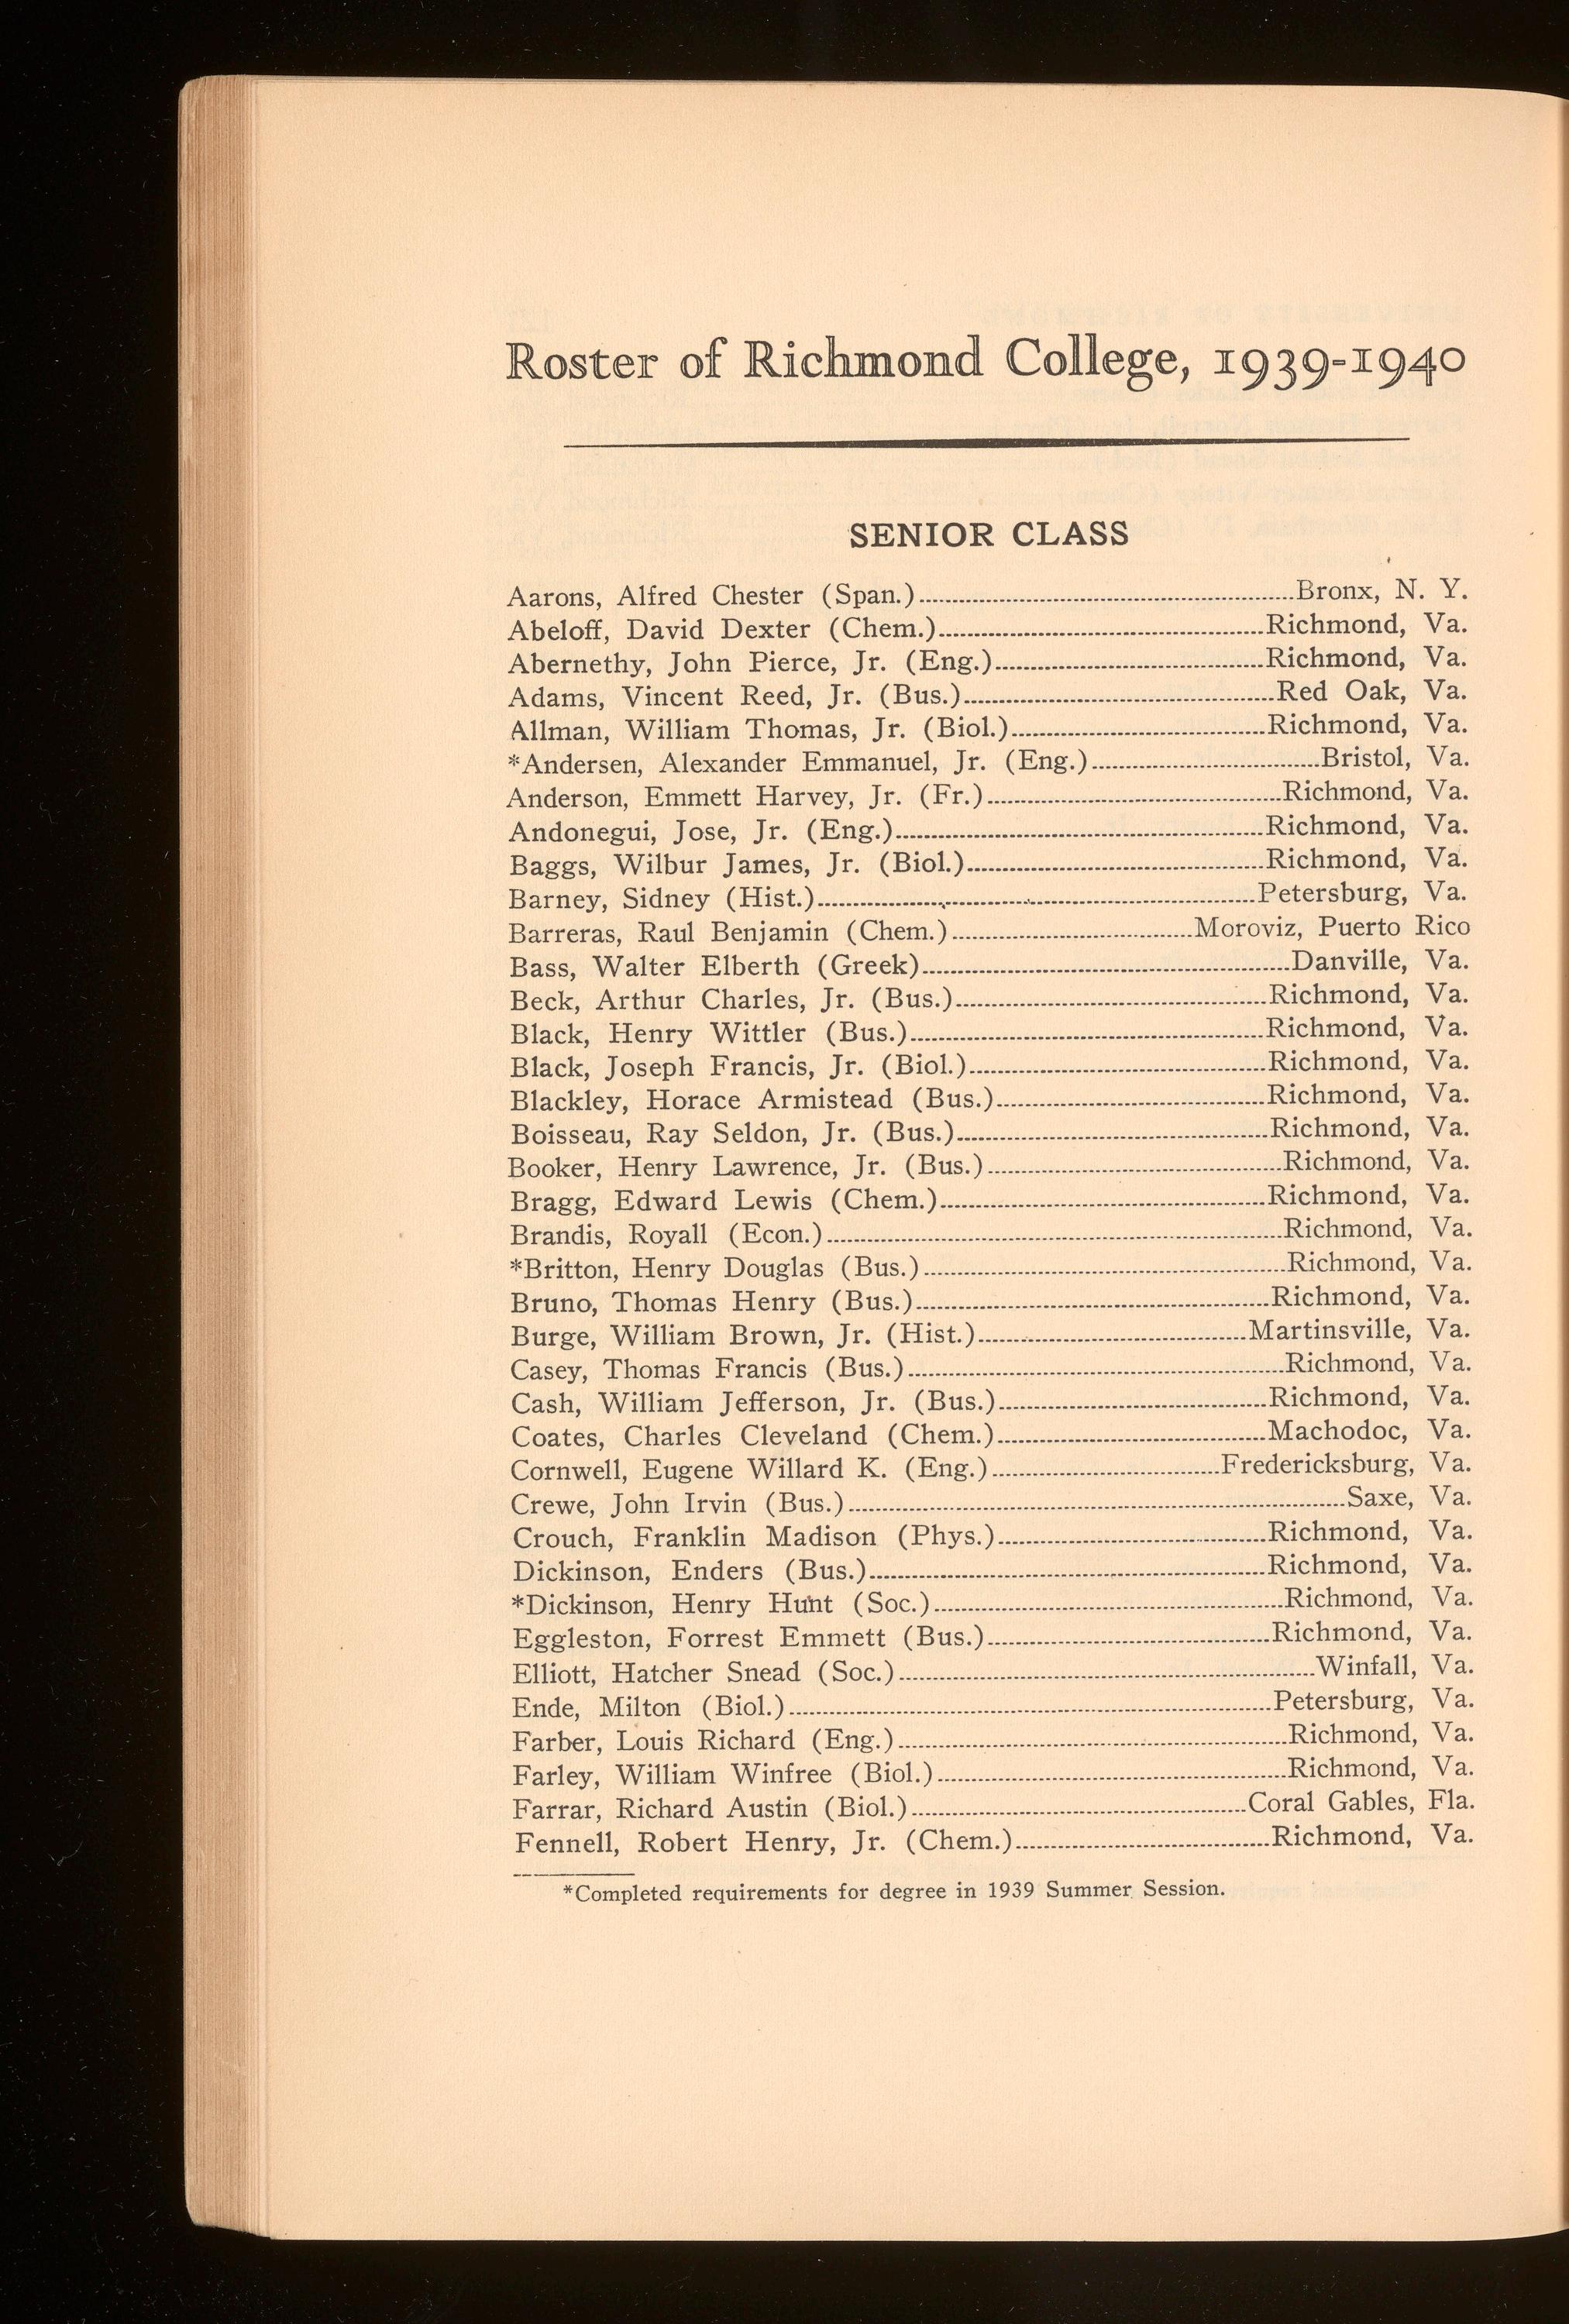 Roster of Richmond College, 1939-1940
SENIOR CLASS
Aarons, Alfred Chester (Span.)........Bronx, N. Y.
Abeloff, David Dexter (Chem.)........Richmond, Va.
Abernethy, John Pierce, Jr. (Eng.)........Richmond, Va.
Adams, Vincent Reed, Jr. (Bus.)........Red Oak, Va.
Allman, William Thomas, Jr. (Biol.)........Richmond, Va.
*Andersen, Alexander Emmanuel, Jr. (Eng.)........Bristol, Va.
Anderson, Emmett Harvey, Jr. (Fr.)........Richmond, Va.
Andonegui, Jose, Jr. (Eng.)........Richmond, Va.
Baggs, Wilbur James, Jr. (Biol.)........Richmond, Va.
Barney, Sidney (Hist.)........Petersburg, Va.
Barreras, Raul Benjamin (Chem.)........Moroviz, Puerto Rico
Bass, Walter Elberth (Greek)........Danville, Va.
Beck, Arthur Charles, Jr. (Bus.)........Richmond, Va.
Black, Henry Wittler (Bus.)........Richmond, Va.
Black, Joseph Francis, Jr. (Biol.)........Richmond, Va.
Blackley, Horace Armistead (Bus.)........Richmond, Va.
Boisseau, Ray Seldon, Jr. (Bus.)........Richmond, Va.
Booker, Henry Lawrence, Jr. (Bus.)........Richmond, Va.
Bragg, Edward Lewis (Chem.)........Richmond, Va.
Brandis, Royall (Econ.)........Richmond, Va.
*Britton, Henry Douglas (Bus.)........Richmond, Va.
Bruno, Thomas Henry (Bus.)........Richmond, Va.
Burge, William Brown, Jr. (Hist.)........Martinsville, Va.
Casey, Thomas Francis (Bus.)........Richmond, Va.
Cash, William Jefferson, Jr. (Bus.)........Richmond, Va.
Coates, Charles Cleveland (Chem.)........Machodoc, Va.
Cornwell, Eugene Willard K. (Eng.)........Fredericksburg, Va.
Crewe, John Irvin (Bus.)........Saxe, Va.
Crouch, Franklin Madison (Phys.)........Richmond, Va.
Dickinson, Enders (Bus.)........Richmond, Va.
*Dickinson, Henry Hunt (Soc.)........Richmond, Va.
Eggleston, Forrest Emmett (Bus.)........Richmond, Va.
Elliott, Hatcher Snead (Soc.)........Winfall, Va.
Ende, Milton (Biol.)........Petersburg, Va.
Farber, Louis Richard (Eng.)........Richmond, Va.
Farley, William Winfree (Biol.)........Richmond, Va.
Farrar, Richard Austin (Biol.)........Coral Gables, Fla.
Fennell, Robert Henry, Jr. (Chem.)........Richmond, Va.
*Completed requirements for degree in 1939 Summer Session.